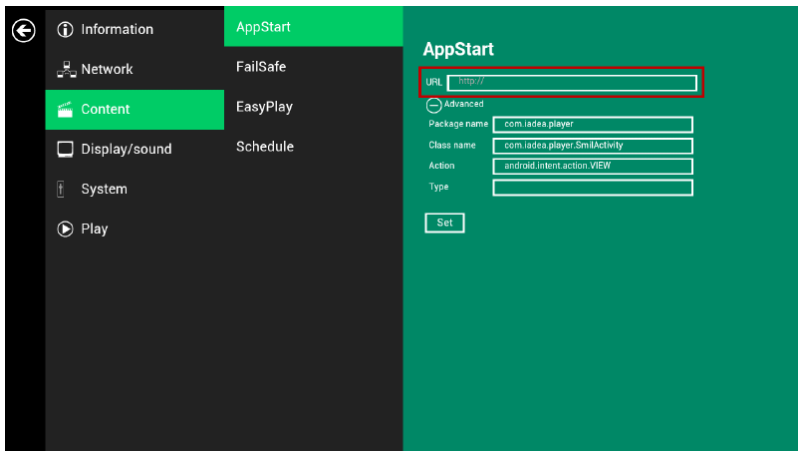 Information
Network
Content
Display/sound
System
Play
AppStart
FailSafe
EasyPlay
Schedule
AppStart
URL http://
Advanced
Package name com.iadea.player
Class name com.iadea.player.SmilActivity
Action android.intent.action.VIEW
Type
Set